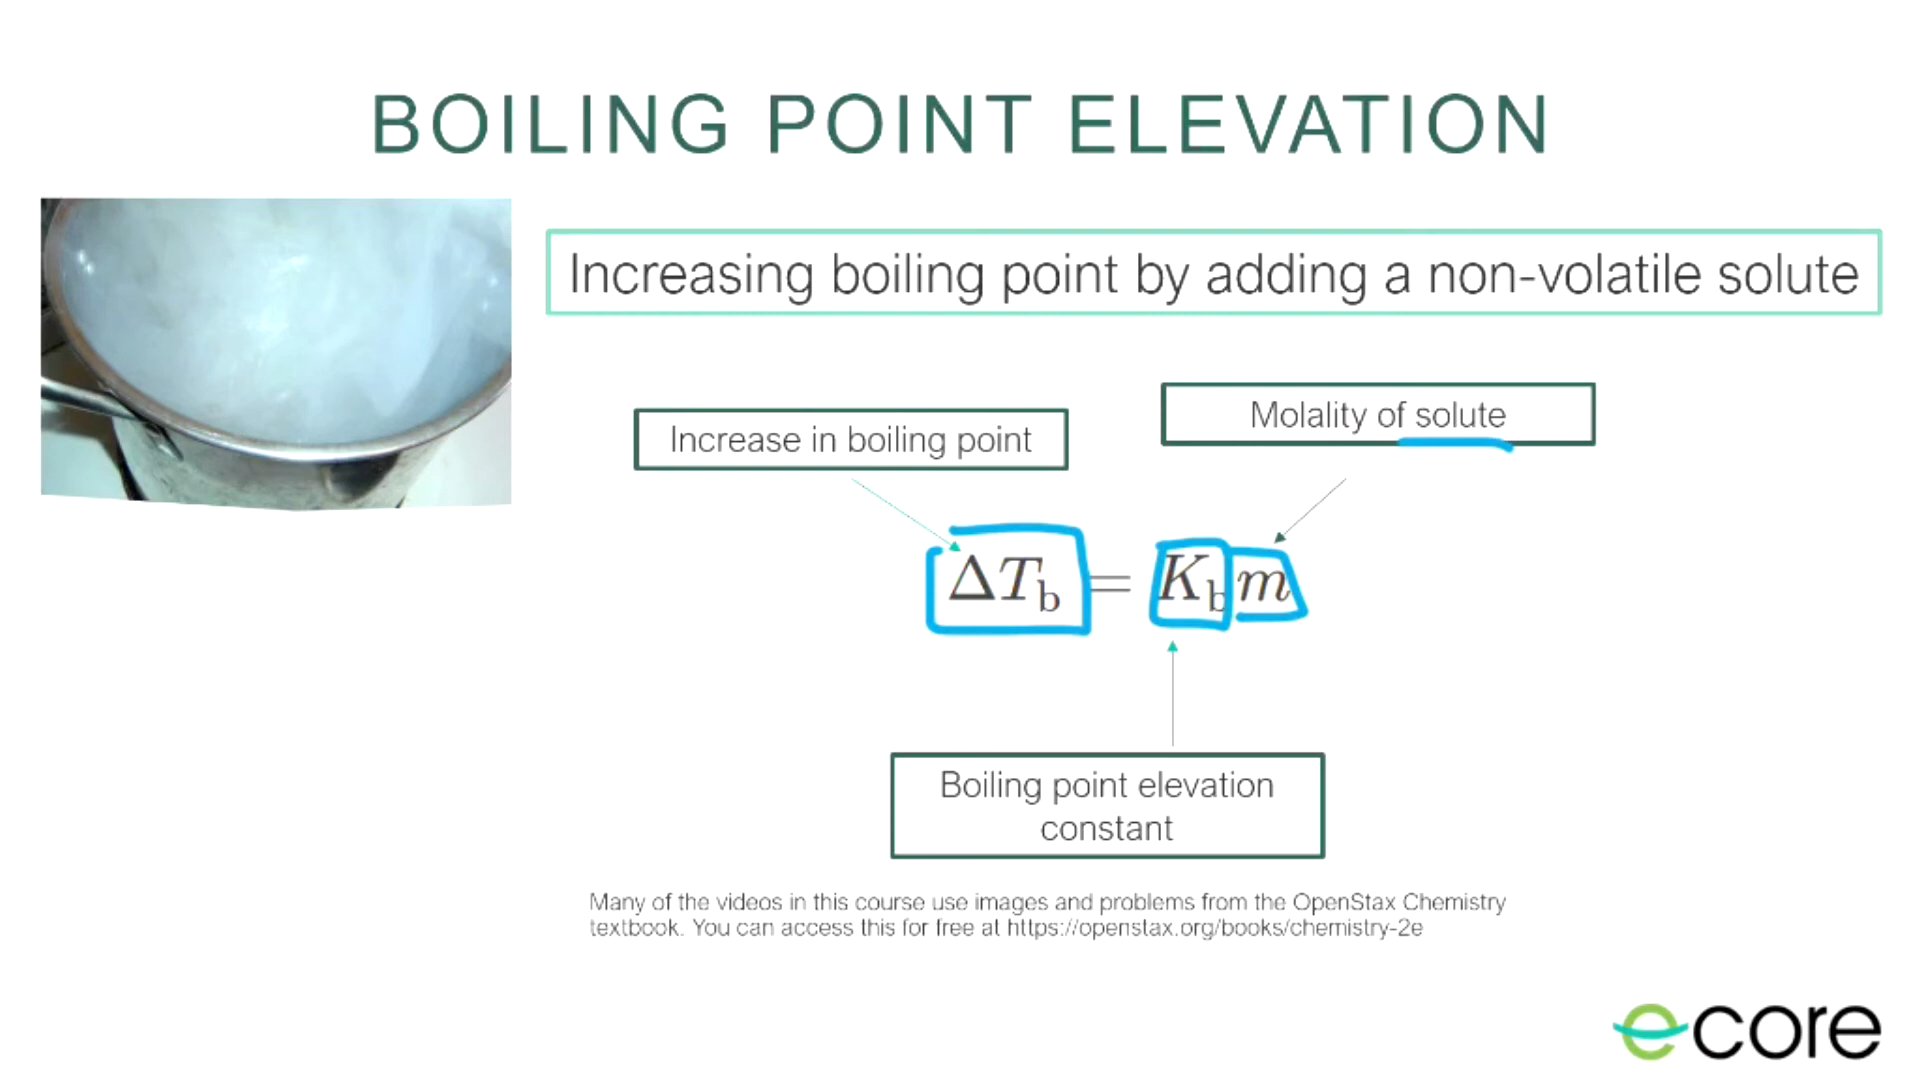 BOILING POINT ELEVATION
Increasing boiling point by adding a non-volatile solute
Increase in boiling point
Molality of solute
ΔT_b = K_b m
Boiling point elevation
constant
Many of the videos in this course use images and problems from the OpenStax Chemistry
textbook. You can access this for free at https://openstax.org/books/chemistry-2e
ecore